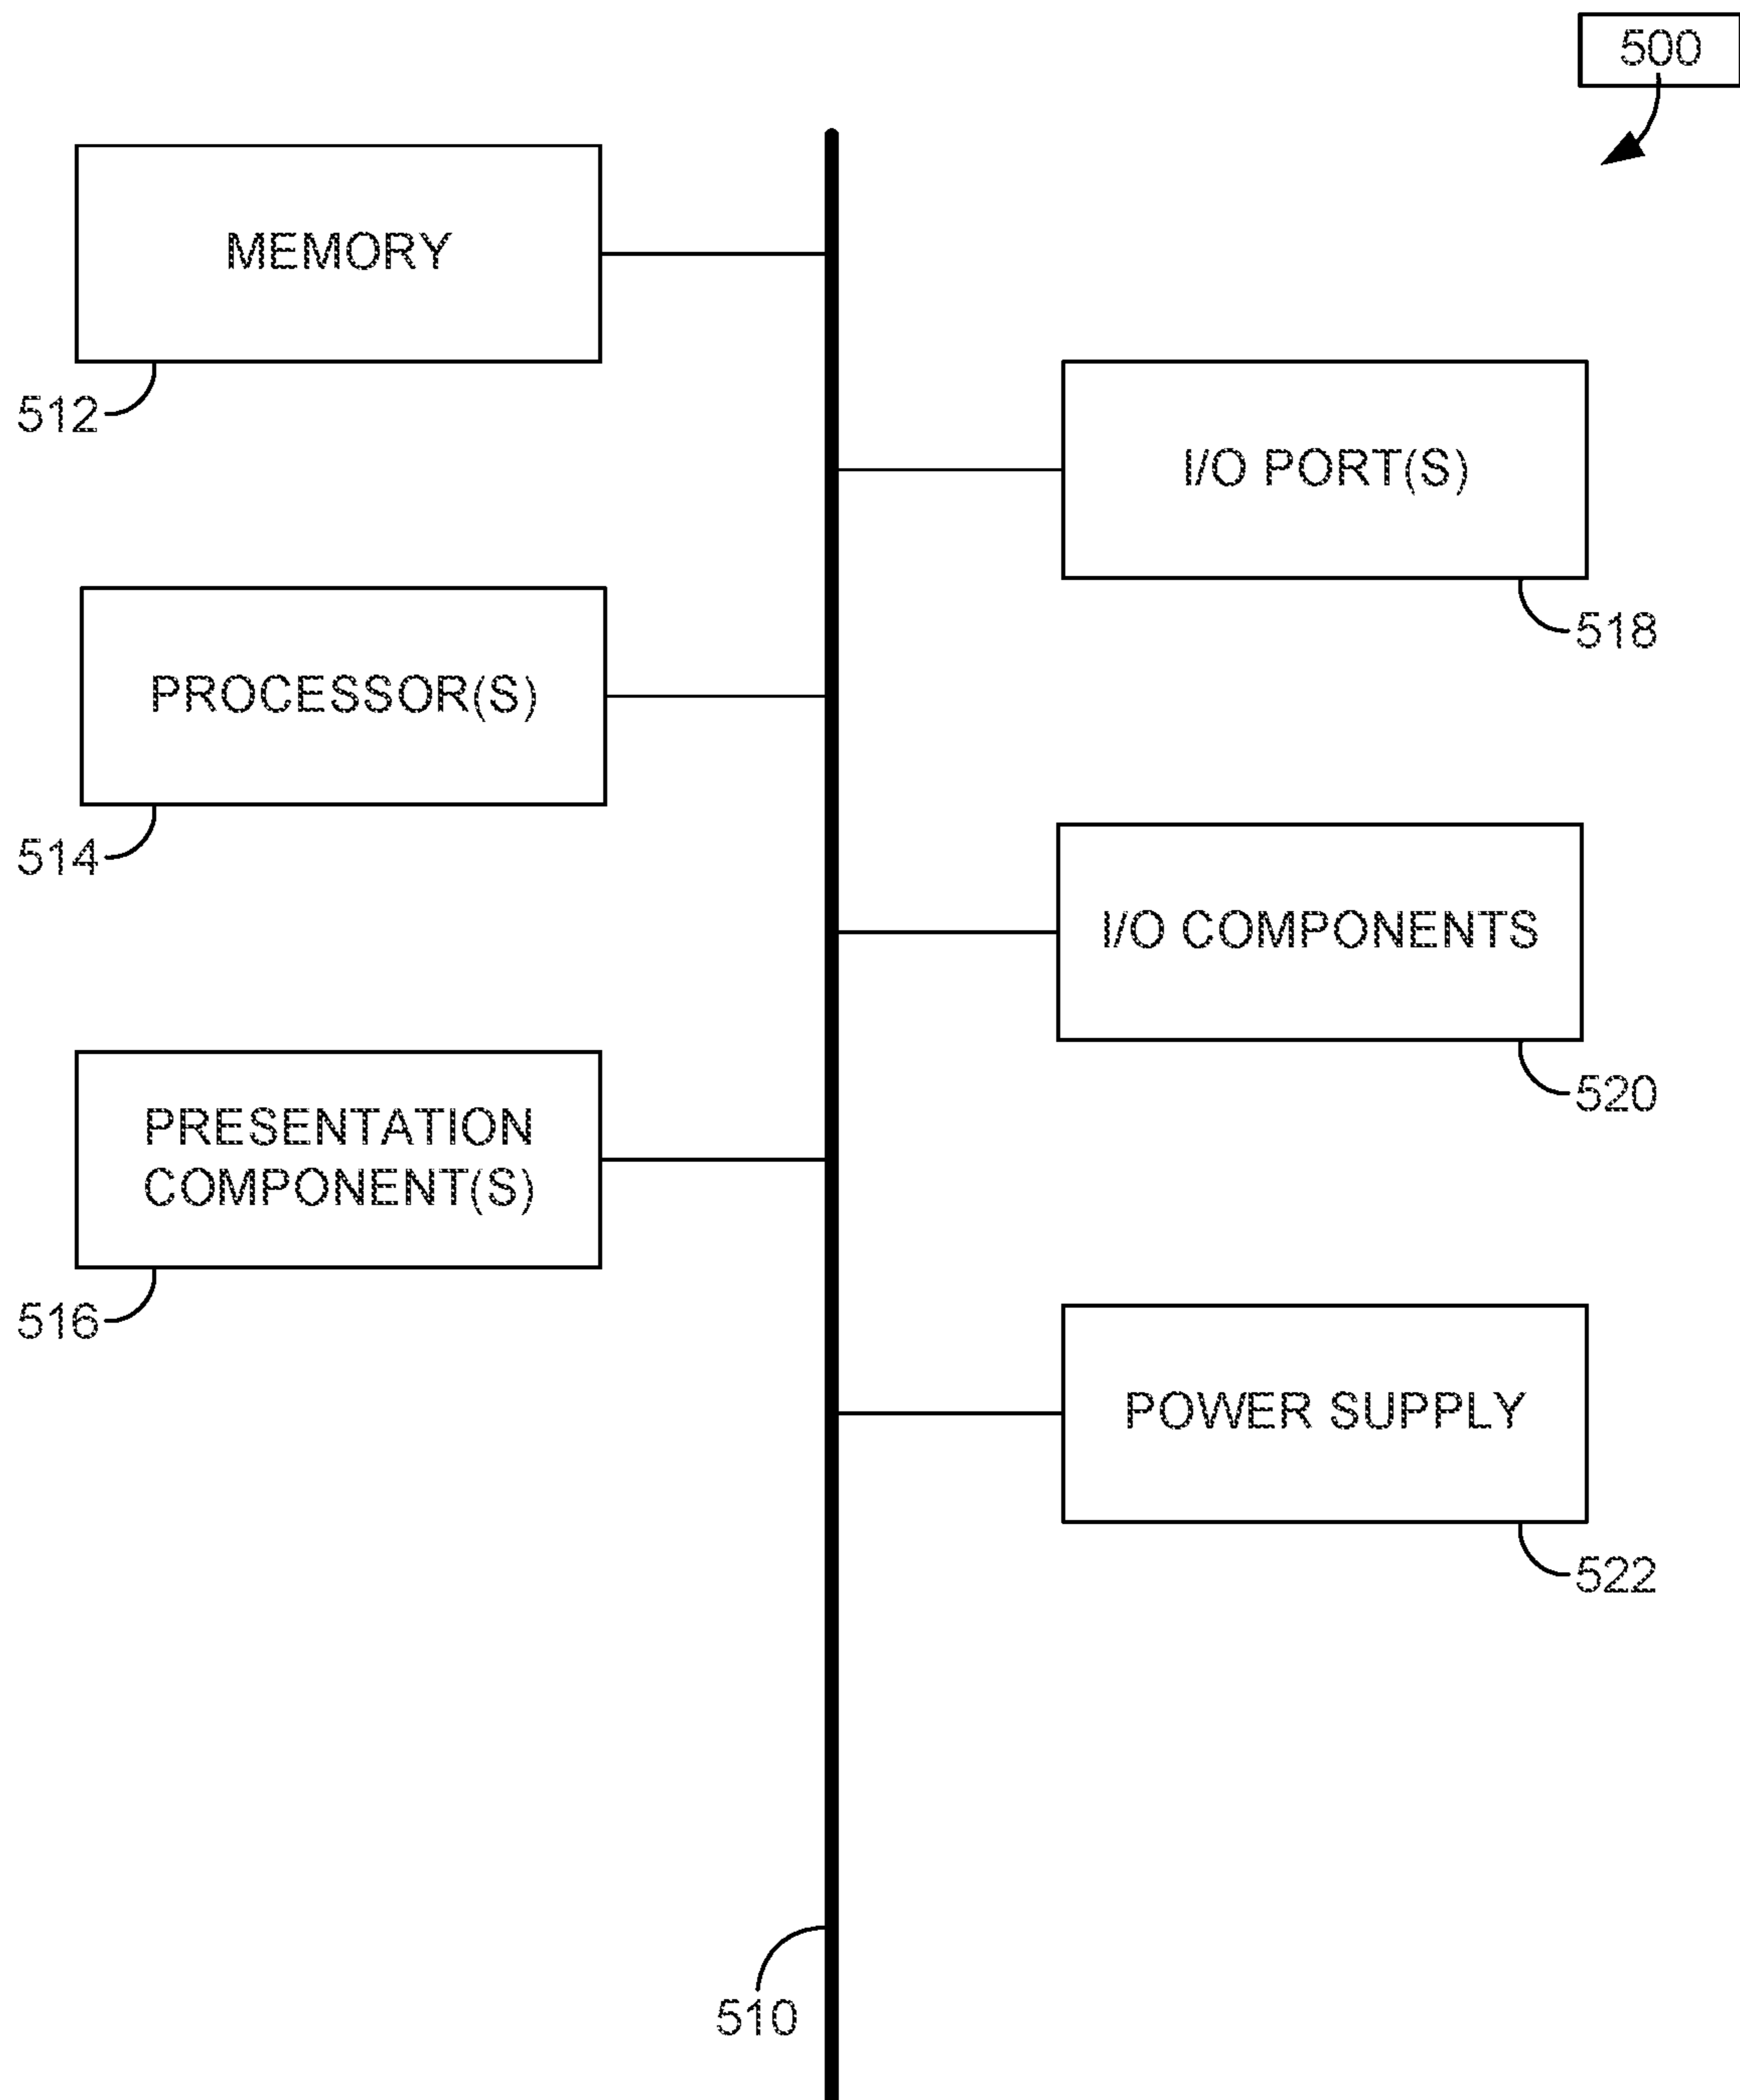 500
MEMORY
512
I/O PORT(S)
518
PROCESSOR(S)
514
I/O COMPONENTS
520
PRESENTATION
COMPONENT(S)
516
POWER SUPPLY
522
510